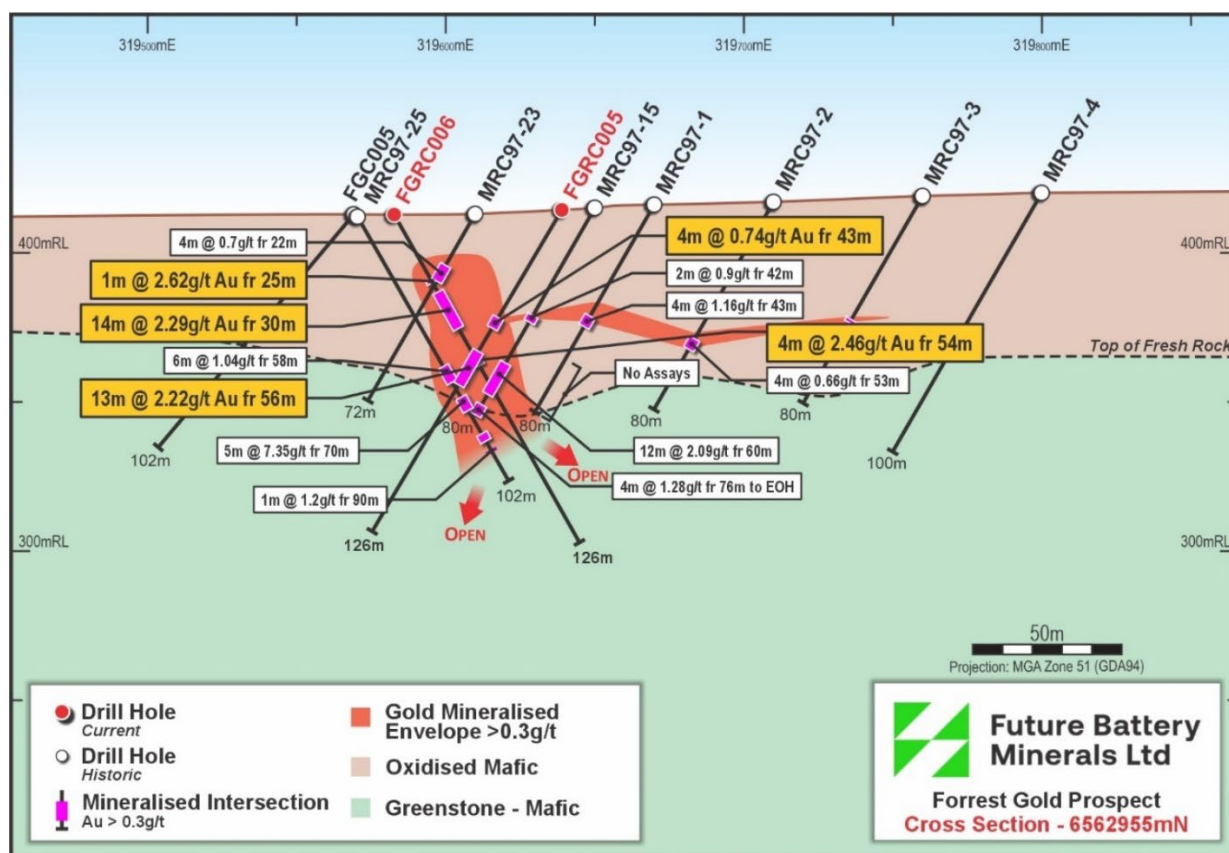 319500mE
319600mE
319700mE
319800mE
FGC005
MRC97-25
FGRC006
MRC97-23
FGRC005
MRC97-15
MRC97-1
MRC97-2
MRC97-3
MRC97-4
400mRL
400mRL
4m @ 0.7g/t fr 22m
1m @ 2.62g/t Au fr 25m
14m @ 2.29g/t Au fr 30m
6m @ 1.04g/t fr 58m
13m @ 2.22g/t Au fr 56m
5m @ 7.35g/t fr 70m
1m @ 1.2g/t fr 90m
4m @ 0.74g/t Au fr 43m
2m @ 0.9g/t fr 42m
4m @ 1.16g/t fr 43m
4m @ 2.46g/t Au fr 54m
Top of Fresh Rock
No Assays
4m @ 0.66g/t fr 53m
12m @ 2.09g/t fr 60m
4m @ 1.28g/t fr 76m to EOH
72m
80m
80m
80m
80m
102m
100m
102m
126m
126m
OPEN
OPEN
300mRL
300mRL
50m
Projection: MGA Zone 51 (GDA94)
Drill Hole
Current
Drill Hole
Historic
Mineralised Intersection
Au > 0.3g/t
Gold Mineralised
Envelope >0.3g/t
Oxidised Mafic
Greenstone - Mafic
Future Battery
Minerals Ltd
Forrest Gold Prospect
Cross Section - 6562955mN